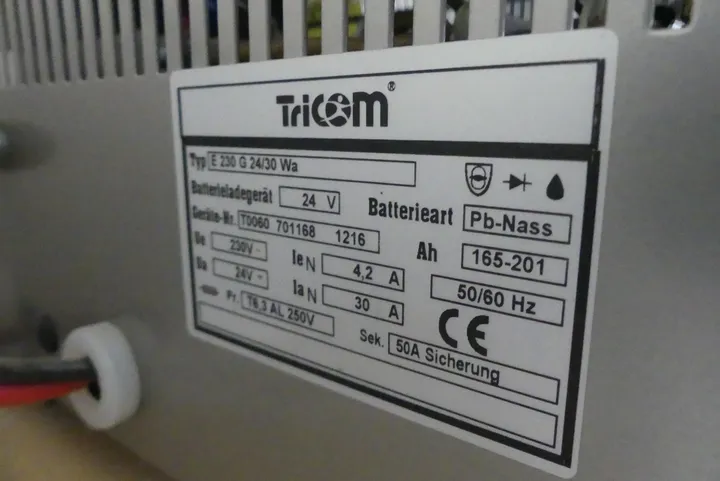 TriCOM®
Typ E 230 G 24/30 Wa
Batterieladegerät 24 V Batterieart Pb-Nass
Geräte-Nr. T0060 701168 1216 Ah 165-201
Ue 230V~ Ie N 4,2 A 50/60 Hz
Ua 24V⎓ Ia N 30 A CE
Pr. T6,3 AL 250V Sek. 50A Sicherung